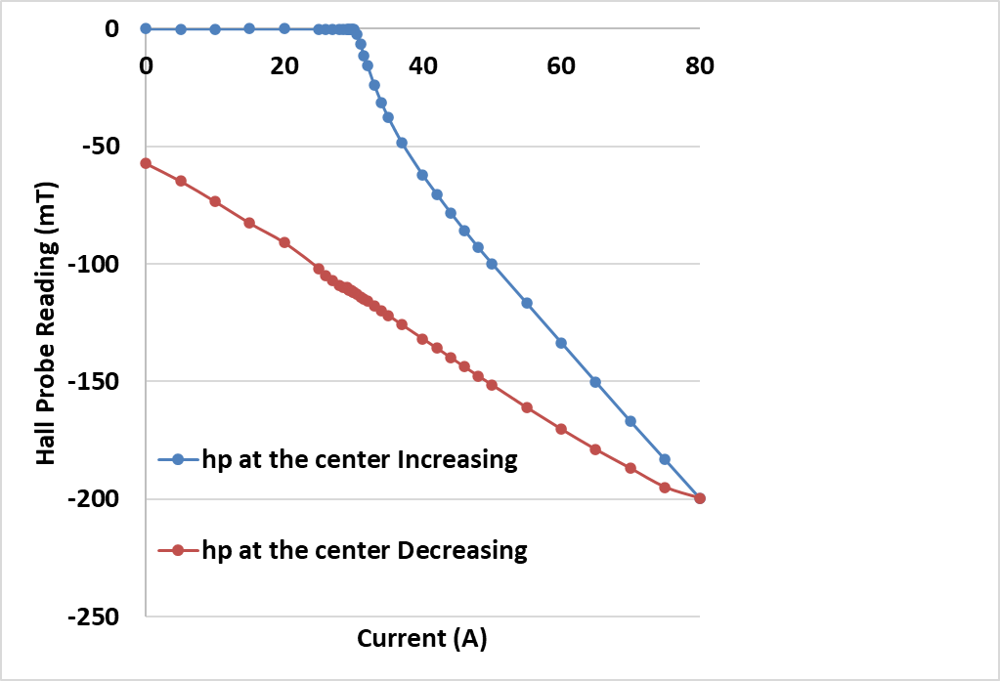 0
0 20 40 60 80
-50
-100
-150
-200
-250
Hall Probe Reading (mT)
hp at the center Increasing
hp at the center Decreasing
Current (A)